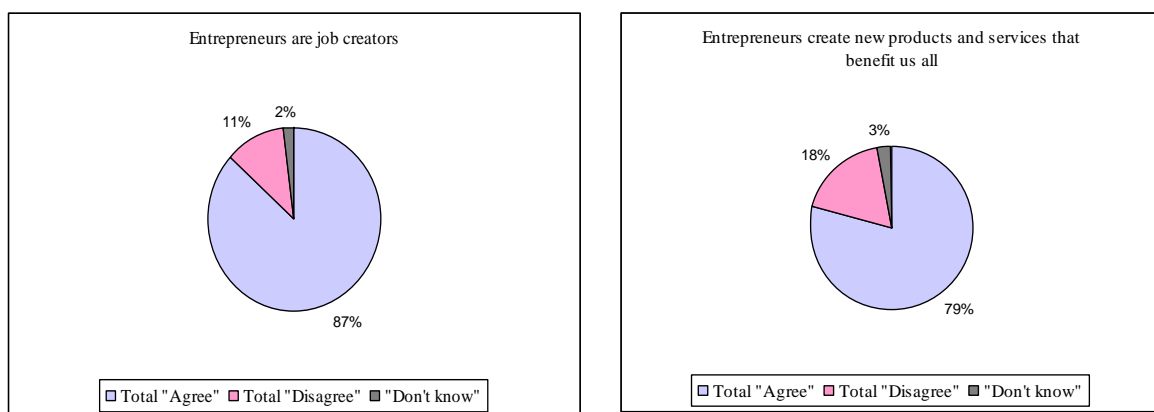 Entrepreneurs are job creators
2%
11%
87%
Total "Agree" Total "Disagree" "Don't know"
Entrepreneurs create new products and services that
benefit us all
3%
18%
79%
Total "Agree" Total "Disagree" "Don't know"